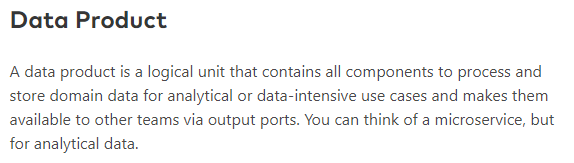 Data Product
A data product is a logical unit that contains all components to process and
store domain data for analytical or data-intensive use cases and makes them
available to other teams via output ports. You can think of a microservice, but
for analytical data.